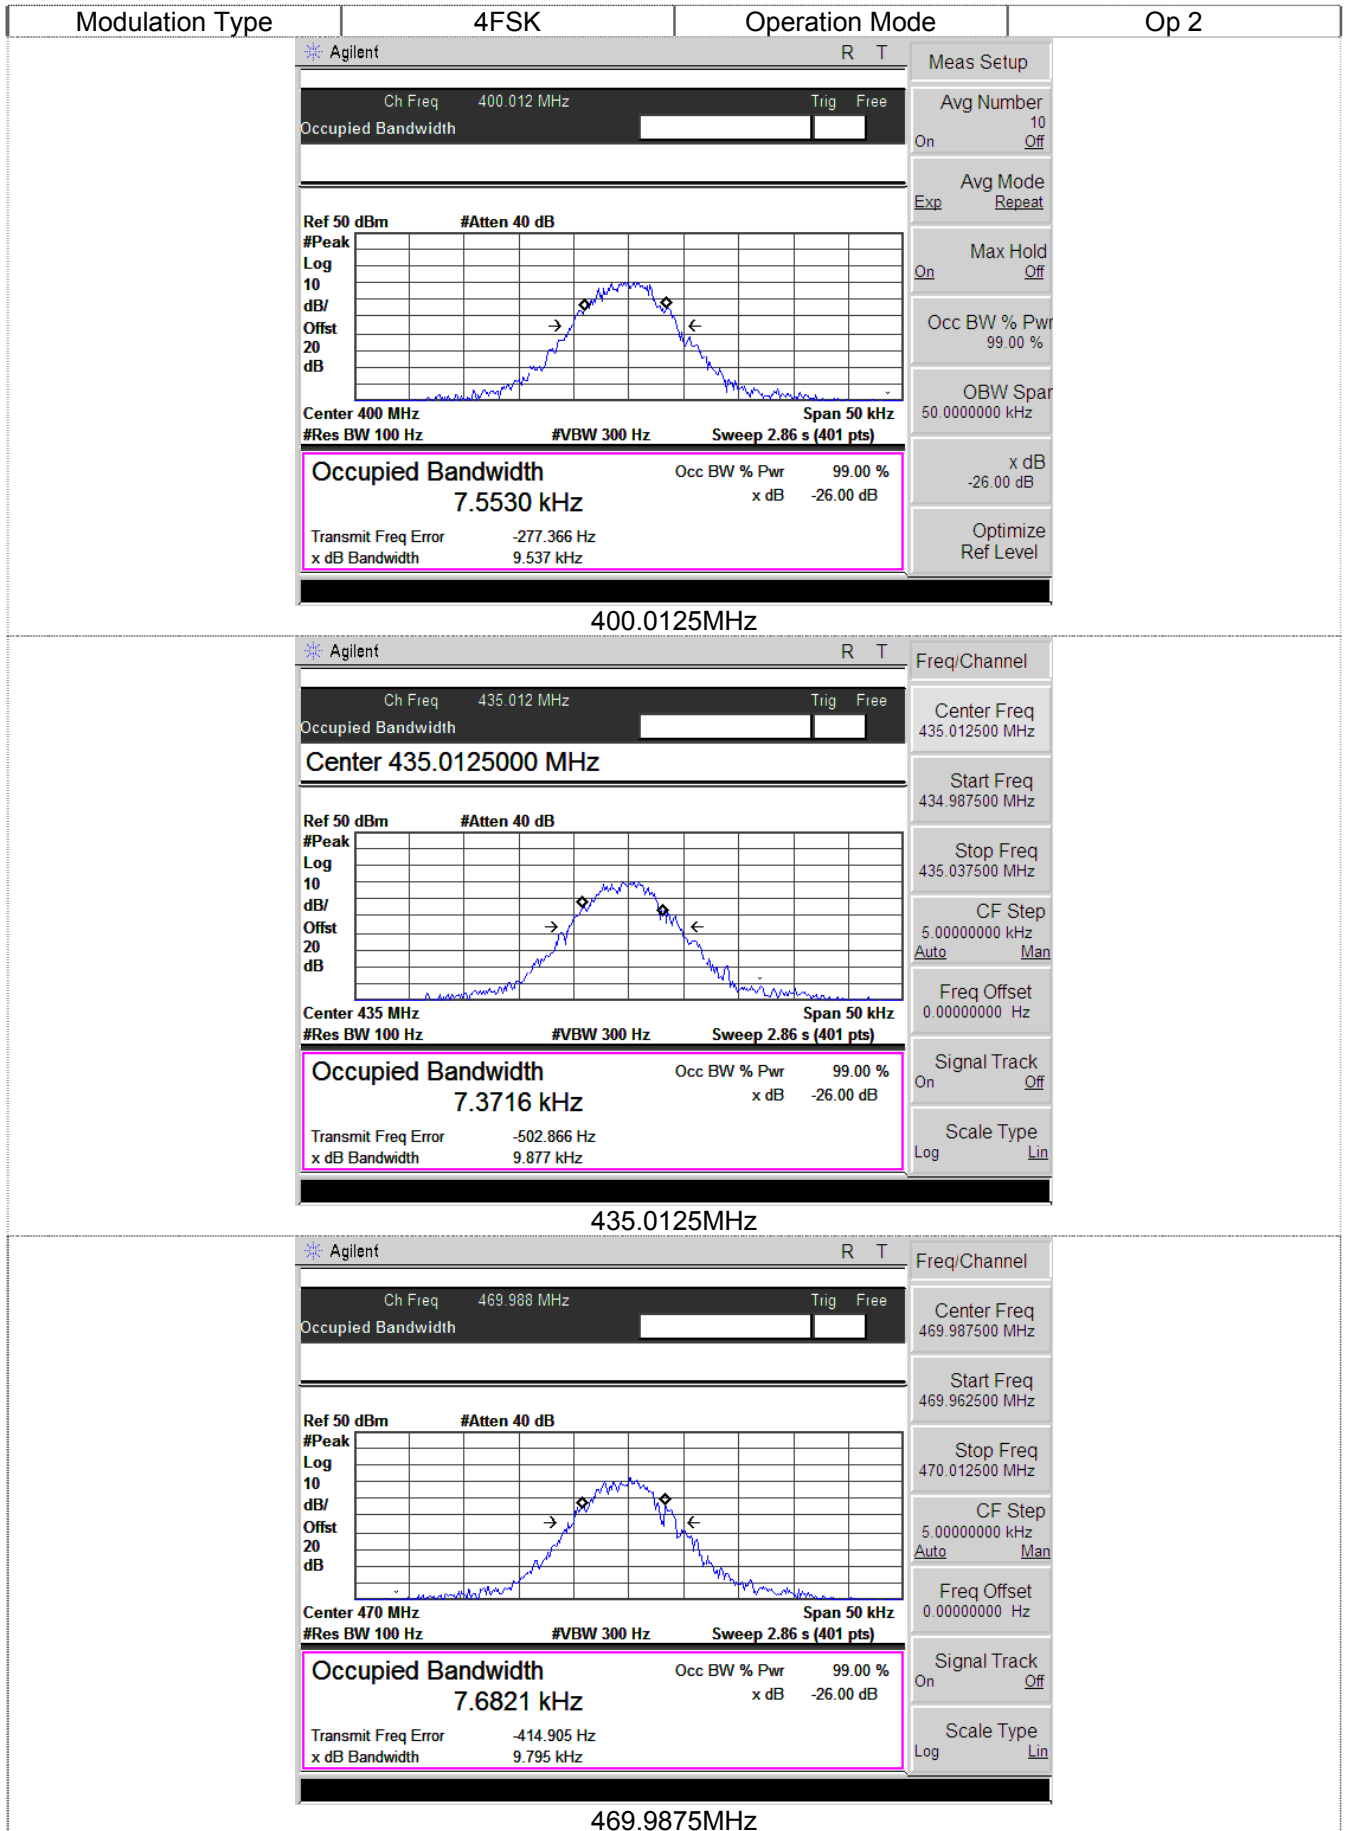 Modulation Type 4FSK Operation Mode Op 2
Agilent R T Meas Setup
Ch Freq 400.012 MHz Trig Free
Occupied Bandwidth
Avg Number
10
On Off
Avg Mode
Exp Repeat
Max Hold
On Off
Occ BW % Pwr
99.00 %
OBW Span
50.0000000 kHz
x dB
-26.00 dB
Optimize
Ref Level
Ref 50 dBm #Atten 40 dB
#Peak
Log
10
dB/
Offst
20
dB
Center 400 MHz Span 50 kHz
#Res BW 100 Hz #VBW 300 Hz Sweep 2.86 s (401 pts)
Occupied Bandwidth Occ BW % Pwr 99.00 %
7.5530 kHz x dB -26.00 dB
Transmit Freq Error -277.366 Hz
x dB Bandwidth 9.537 kHz
400.0125MHz
Agilent R T Freq/Channel
Ch Freq 435.012 MHz Trig Free
Occupied Bandwidth
Center 435.0125000 MHz
Center Freq
435.012500 MHz
Start Freq
434.987500 MHz
Stop Freq
435.037500 MHz
CF Step
5.00000000 kHz
Auto Man
Freq Offset
0.00000000 Hz
Signal Track
On Off
Scale Type
Log Lin
Ref 50 dBm #Atten 40 dB
#Peak
Log
10
dB/
Offst
20
dB
Center 435 MHz Span 50 kHz
#Res BW 100 Hz #VBW 300 Hz Sweep 2.86 s (401 pts)
Occupied Bandwidth Occ BW % Pwr 99.00 %
7.3716 kHz x dB -26.00 dB
Transmit Freq Error -502.866 Hz
x dB Bandwidth 9.877 kHz
435.0125MHz
Agilent R T Freq/Channel
Ch Freq 469.988 MHz Trig Free
Occupied Bandwidth
Center Freq
469.987500 MHz
Start Freq
469.962500 MHz
Stop Freq
470.012500 MHz
CF Step
5.00000000 kHz
Auto Man
Freq Offset
0.00000000 Hz
Signal Track
On Off
Scale Type
Log Lin
Ref 50 dBm #Atten 40 dB
#Peak
Log
10
dB/
Offst
20
dB
Center 470 MHz Span 50 kHz
#Res BW 100 Hz #VBW 300 Hz Sweep 2.86 s (401 pts)
Occupied Bandwidth Occ BW % Pwr 99.00 %
7.6821 kHz x dB -26.00 dB
Transmit Freq Error -414.905 Hz
x dB Bandwidth 9.795 kHz
469.9875MHz